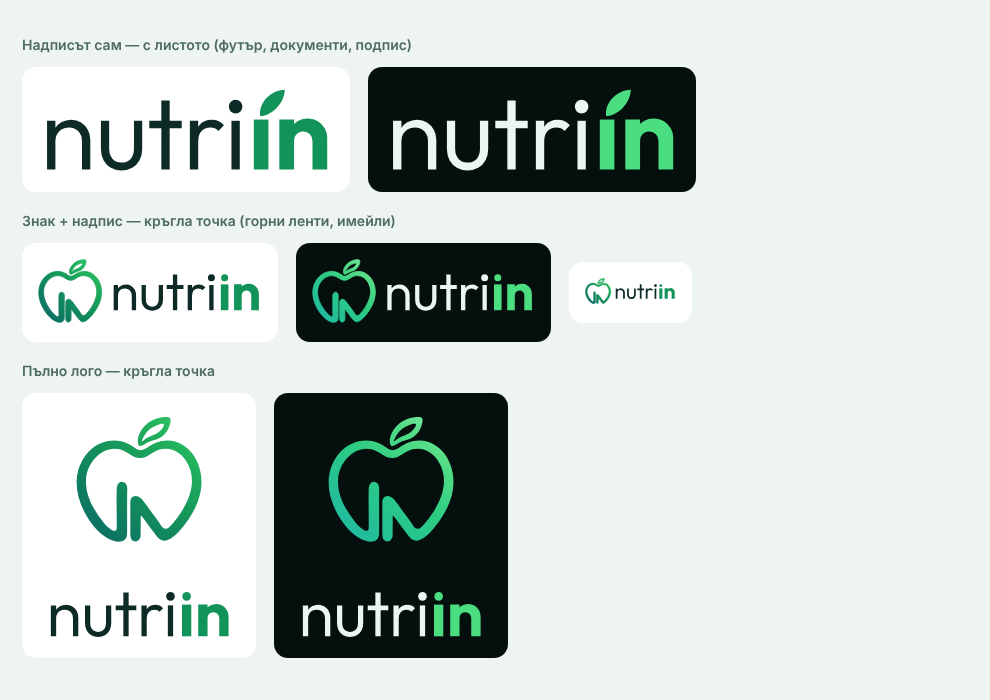 Надписът сам — с листото (футър, документи, подпис)
nutriin nutriin
Знак + надпис — кръгла точка (горни ленти, имейли)
nutriin nutriin nutriin
Пълно лого — кръгла точка
nutriin nutriin